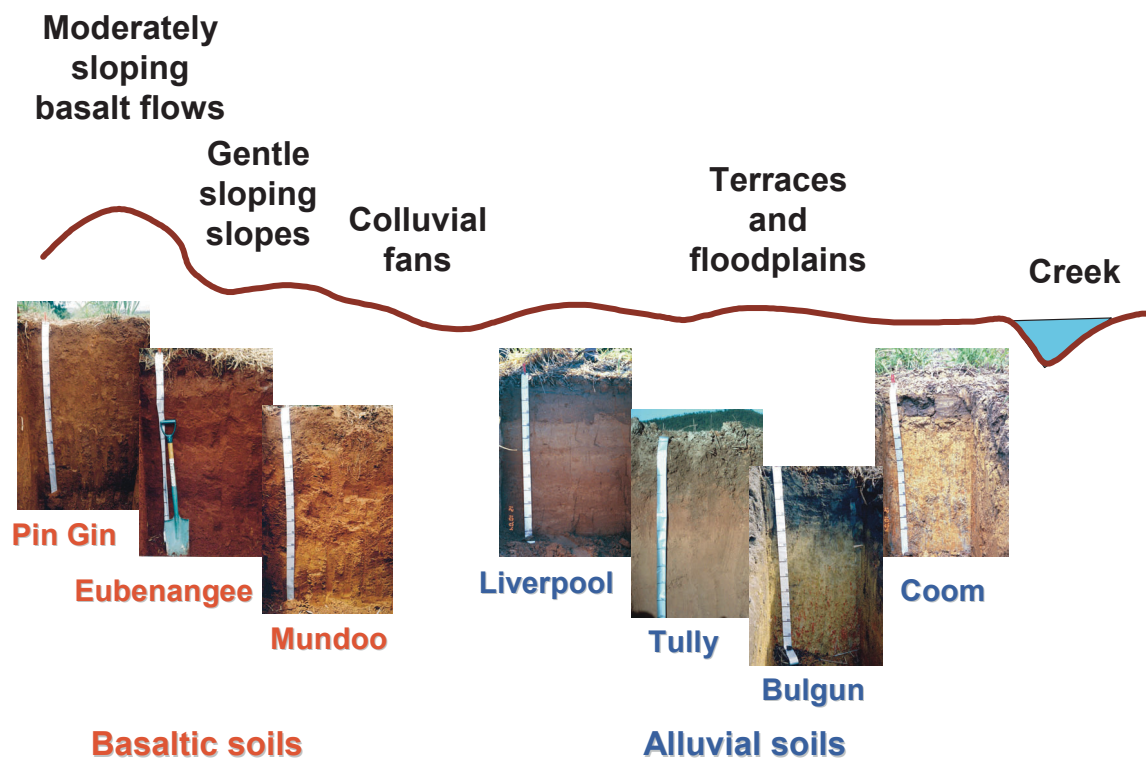 Moderately
sloping
basalt flows
Gentle
sloping
slopes
Colluvial
fans
Terraces
and
floodplains
Creek
Pin Gin
Eubenangee
Mundoo
Liverpool
Tully
Bulgun
Coom
Basaltic soils
Alluvial soils